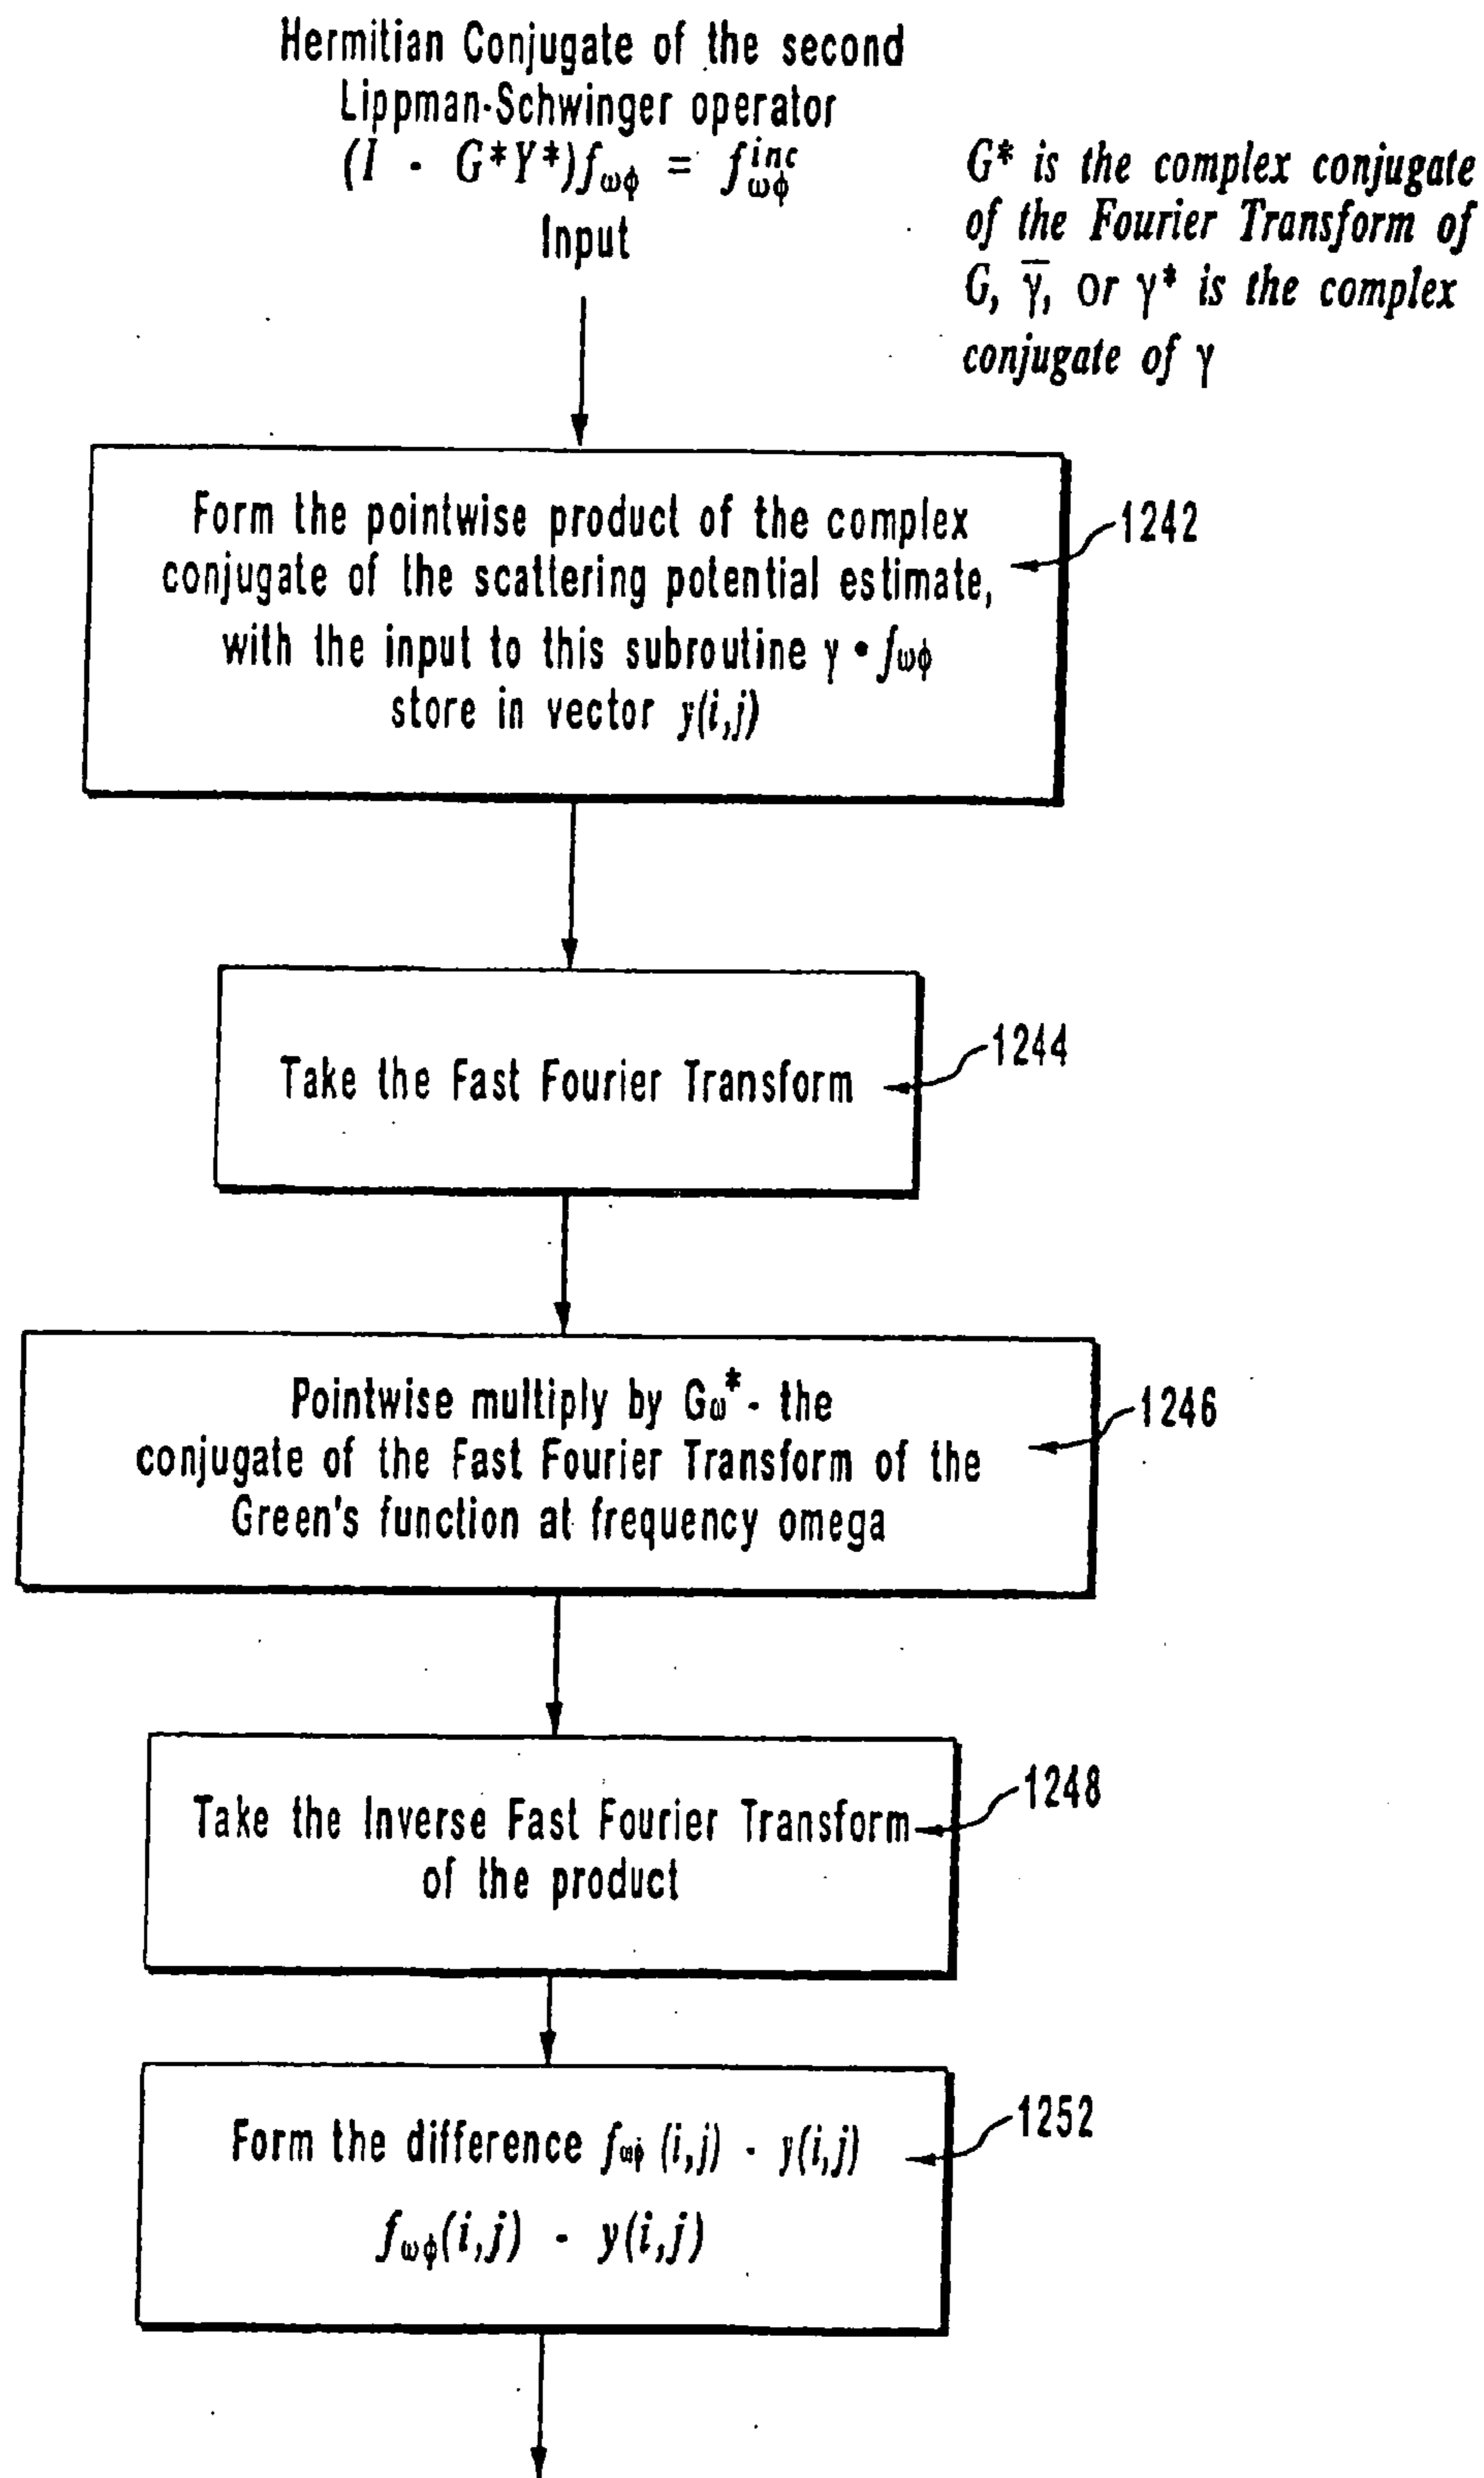 Hermitian Conjugate of the second
Lippman-Schwinger operator
(I - G*Y*)fωϕ = f^inc_ωϕ
Input
G* is the complex conjugate
of the Fourier Transform of
G, γ̅, or γ* is the complex
conjugate of γ
Form the pointwise product of the complex
conjugate of the scattering potential estimate,
with the input to this subroutine γ • fωϕ
store in vector y(i,j)
1242
Take the Fast Fourier Transform
1244
Pointwise multiply by Gω* - the
conjugate of the Fast Fourier Transform of the
Green's function at frequency omega
1246
Take the Inverse Fast Fourier Transform
of the product
1248
Form the difference fωϕ (i,j) - y(i,j)
fωϕ(i,j) - y(i,j)
1252